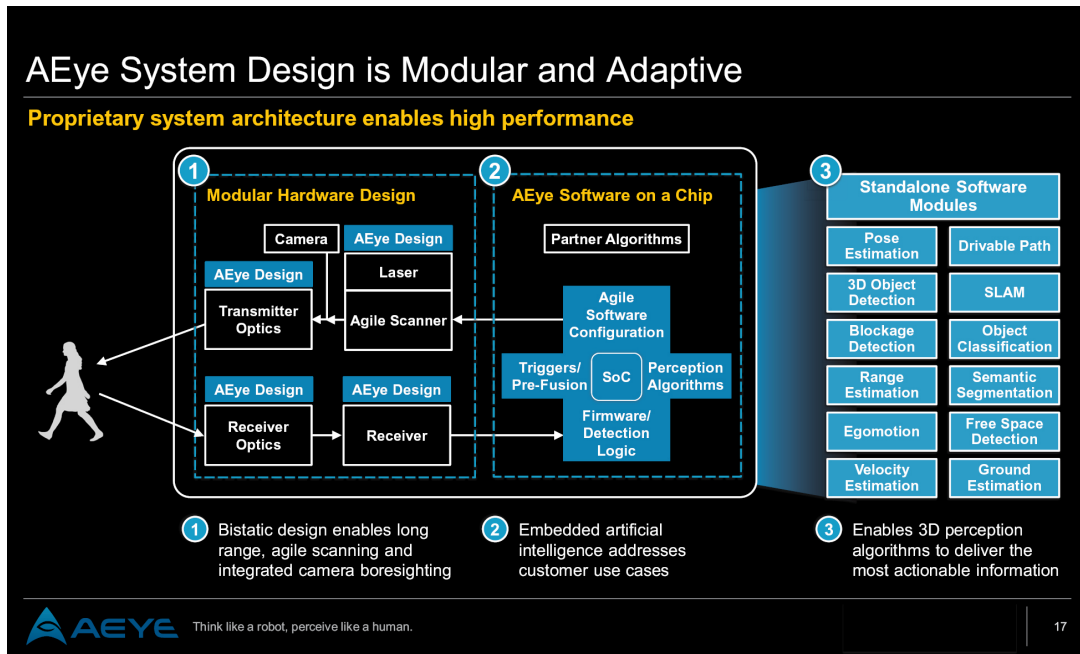 AEye System Design is Modular and Adaptive
Proprietary system architecture enables high performance
1
Modular Hardware Design
Camera
AEye Design
Laser
Agile Scanner
AEye Design
Transmitter
Optics
AEye Design
Receiver
Optics
AEye Design
Receiver
2
AEye Software on a Chip
Partner Algorithms
Agile
Software
Configuration
Triggers/
Pre-Fusion
SoC
Perception
Algorithms
Firmware/
Detection
Logic
3
Standalone Software
Modules
Pose
Estimation
Drivable Path
3D Object
Detection
SLAM
Blockage
Detection
Object
Classification
Range
Estimation
Semantic
Segmentation
Egomotion
Free Space
Detection
Velocity
Estimation
Ground
Estimation
1
Bistatic design enables long
range, agile scanning and
integrated camera boresighting
2
Embedded artificial
intelligence addresses
customer use cases
3
Enables 3D perception
algorithms to deliver the
most actionable information
AEYE
Think like a robot, perceive like a human.
17